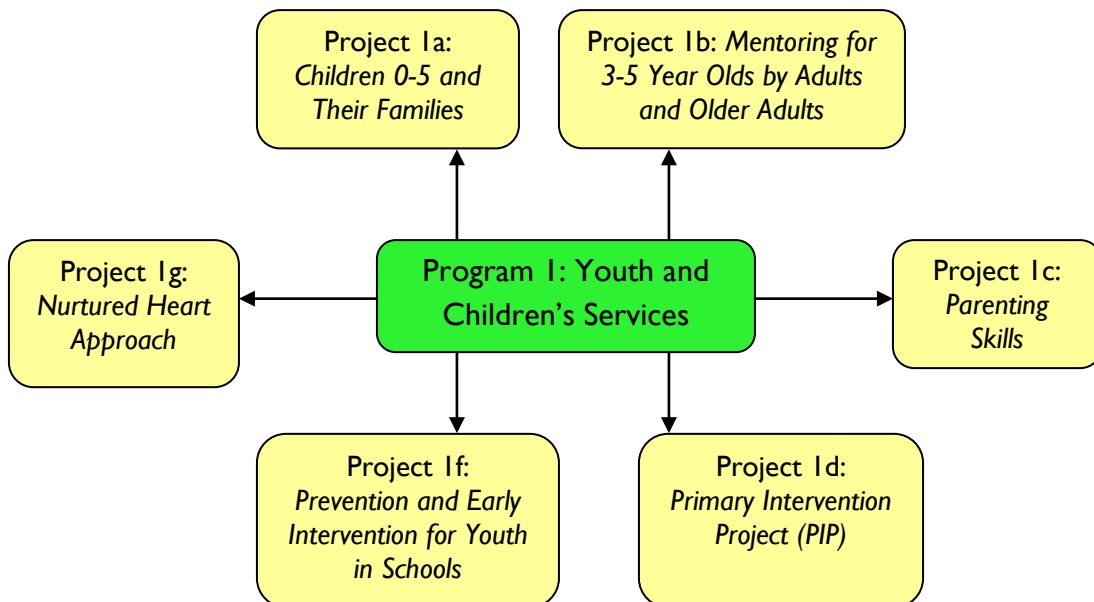 Project 1a:
Children 0-5 and
Their Families
Project 1b: Mentoring for
3-5 Year Olds by Adults
and Older Adults
Project 1g:
Nurtured Heart
Approach
Program 1: Youth and
Children’s Services
Project 1c:
Parenting
Skills
Project 1f:
Prevention and Early
Intervention for Youth
in Schools
Project 1d:
Primary Intervention
Project (PIP)